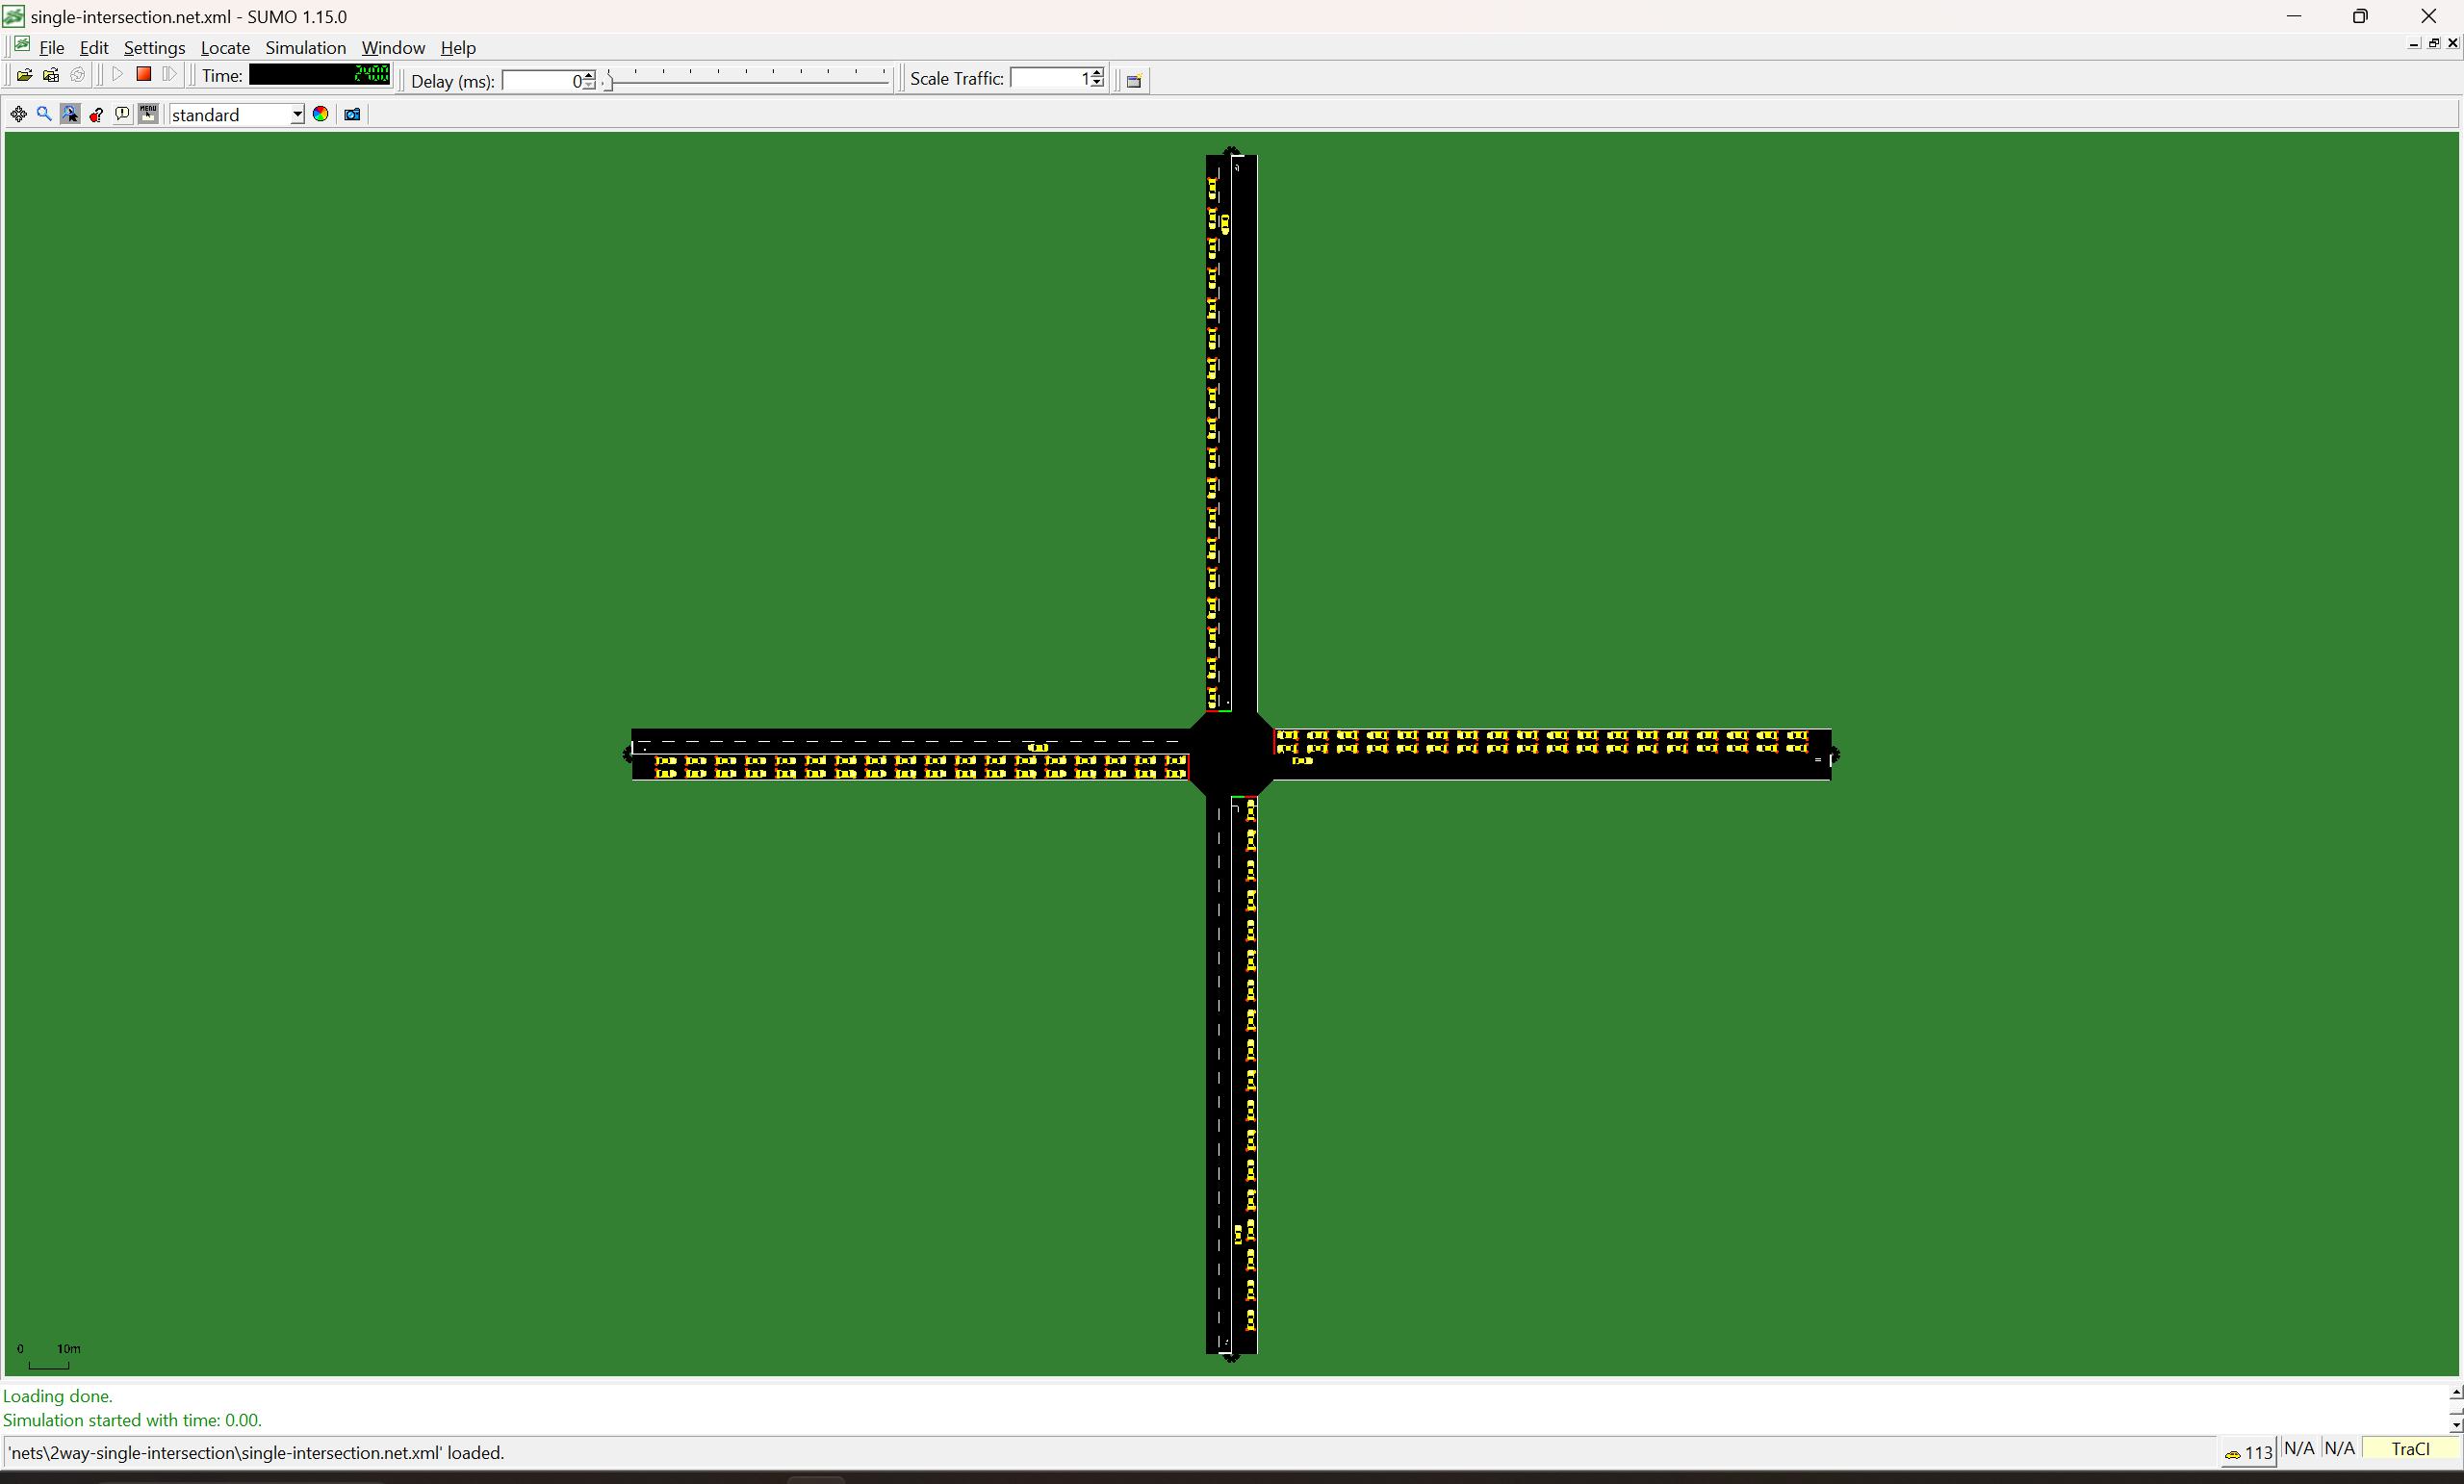 single-intersection.net.xml - SUMO 1.15.0
File Edit Settings Locate Simulation Window Help
Time: 2400 Delay (ms): 0 Scale Traffic: 1
MENU standard
0 10m
Loading done.
Simulation started with time: 0.00.
'nets\2way-single-intersection\single-intersection.net.xml' loaded. 113 N/A N/A TraCI